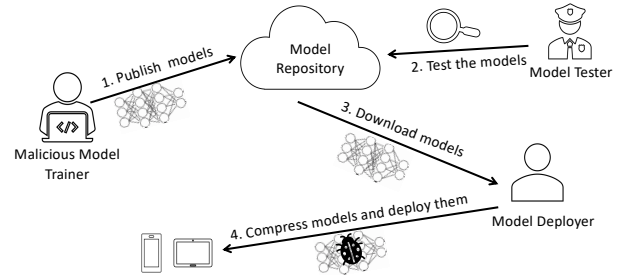 1. Publish models
Model
Repository
2. Test the models
Model Tester
</>
Malicious Model
Trainer
3. Download models
4. Compress models and deploy them
Model Deployer